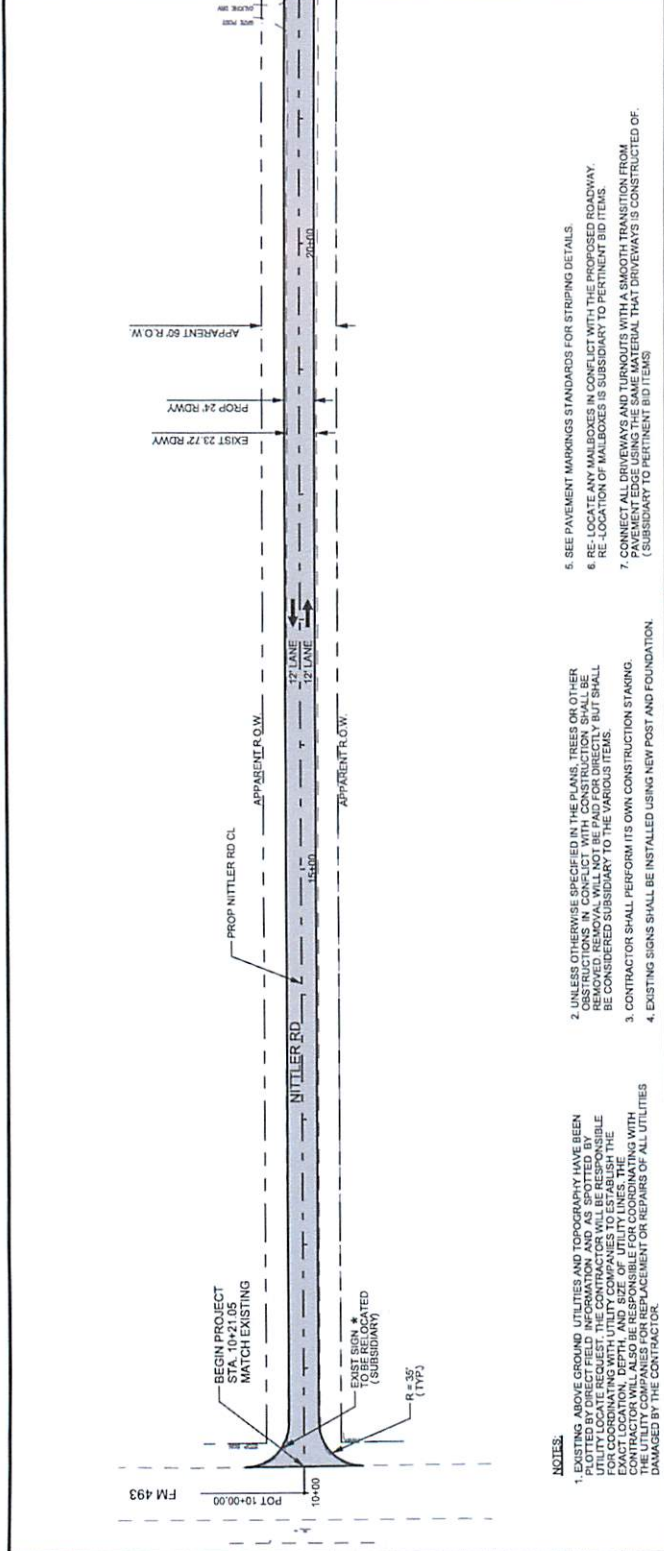 FM 493
POT 10+00.00
10+00
BEGIN PROJECT
STA. 10+21.05
MATCH EXISTING
EXIST SIGN ★
TO BE RELOCATED
(SUBSIDIARY)
R = 35'
(TYP.)
NITTLER RD
PROP NITTLER RD CL
15+00
APPARENT R.O.W.
APPARENT R.O.W.
12' LANE
12' LANE
EXIST 23.72' RDWY
PROP 24' RDWY
APPARENT 60' R.O.W.
20+00
GATE POST
NOTES:
1. EXISTING ABOVE GROUND UTILITIES AND TOPOGRAPHY HAVE BEEN
PLOTTED BY DIRECT FIELD INFORMATION AND AS SPOTTED BY
UTILITY LOCATE REQUEST. THE CONTRACTOR WILL BE RESPONSIBLE
FOR COORDINATING WITH UTILITY COMPANIES TO ESTABLISH THE
EXACT LOCATION, DEPTH, AND SIZE OF UTILITY LINES. THE
CONTRACTOR WILL ALSO BE RESPONSIBLE FOR COORDINATING WITH
THE UTILITY COMPANIES FOR REPLACEMENT OR REPAIRS OF ALL UTILITIES
DAMAGED BY THE CONTRACTOR.
2. UNLESS OTHERWISE SPECIFIED IN THE PLANS, TREES OR OTHER
OBSTRUCTIONS IN CONFLICT WITH CONSTRUCTION SHALL BE
REMOVED. REMOVAL WILL NOT BE PAID FOR DIRECTLY BUT SHALL
BE CONSIDERED SUBSIDIARY TO THE VARIOUS ITEMS.
3. CONTRACTOR SHALL PERFORM ITS OWN CONSTRUCTION STAKING.
4. EXISTING SIGNS SHALL BE INSTALLED USING NEW POST AND FOUNDATION.
5. SEE PAVEMENT MARKINGS STANDARDS FOR STRIPING DETAILS.
6. RE-LOCATE ANY MAILBOXES IN CONFLICT WITH THE PROPOSED ROADWAY.
RE-LOCATION OF MAILBOXES IS SUBSIDIARY TO PERTINENT BID ITEMS.
7. CONNECT ALL DRIVEWAYS AND TURNOUTS WITH A SMOOTH TRANSITION FROM
PAVEMENT EDGE USING THE SAME MATERIAL THAT DRIVEWAYS IS CONSTRUCTED OF.
(SUBSIDIARY TO PERTINENT BID ITEMS)